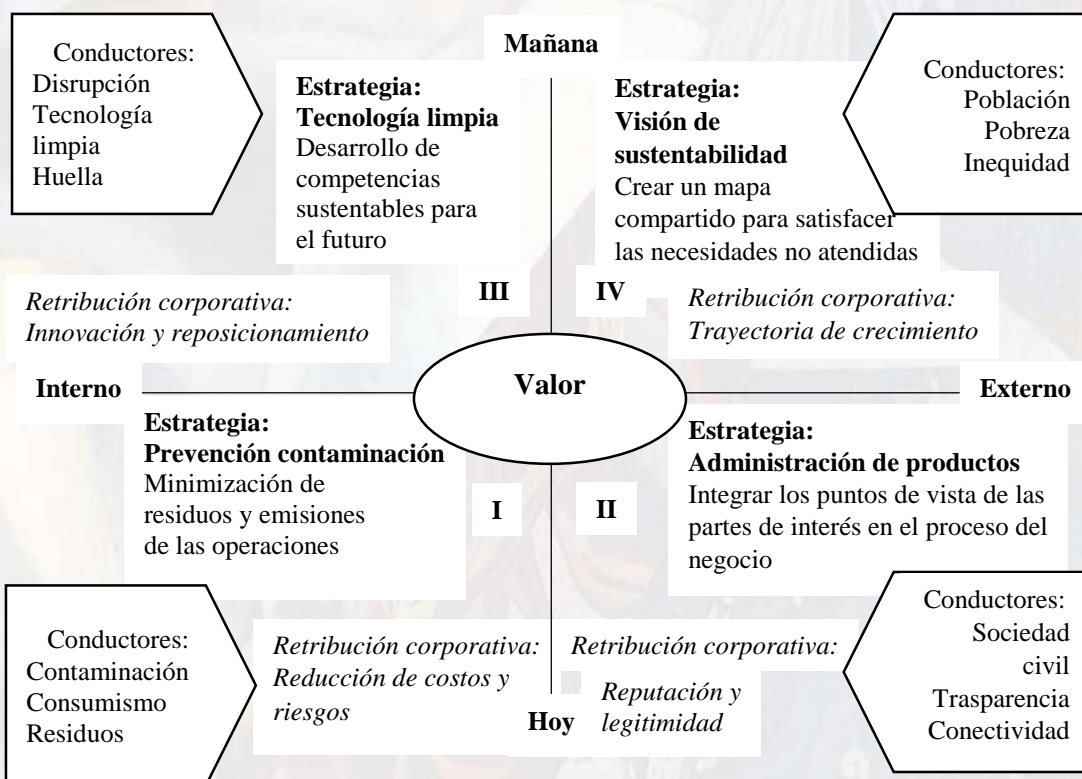 Mañana
Conductores:
Disrupción
Tecnología
limpia
Huella
Estrategia:
Tecnología limpia
Desarrollo de
competencias
sustentables para
el futuro
III
Retribución corporativa:
Innovación y reposicionamiento
Estrategia:
Visión de
sustentabilidad
Crear un mapa
compartido para satisfacer
las necesidades no atendidas
IV
Conductores:
Población
Pobreza
Inequidad
Retribución corporativa:
Trayectoria de crecimiento
Interno
Valor
Externo
Estrategia:
Prevención contaminación
Minimización de
residuos y emisiones
de las operaciones
I
Conductores:
Contaminación
Consumismo
Residuos
Retribución corporativa:
Reducción de costos y
riesgos
II
Estrategia:
Administración de productos
Integrar los puntos de vista de las
partes de interés en el proceso del
negocio
Retribución corporativa:
Reputación y
legitimidad
Conductores:
Sociedad
civil
Trasparencia
Conectividad
Hoy